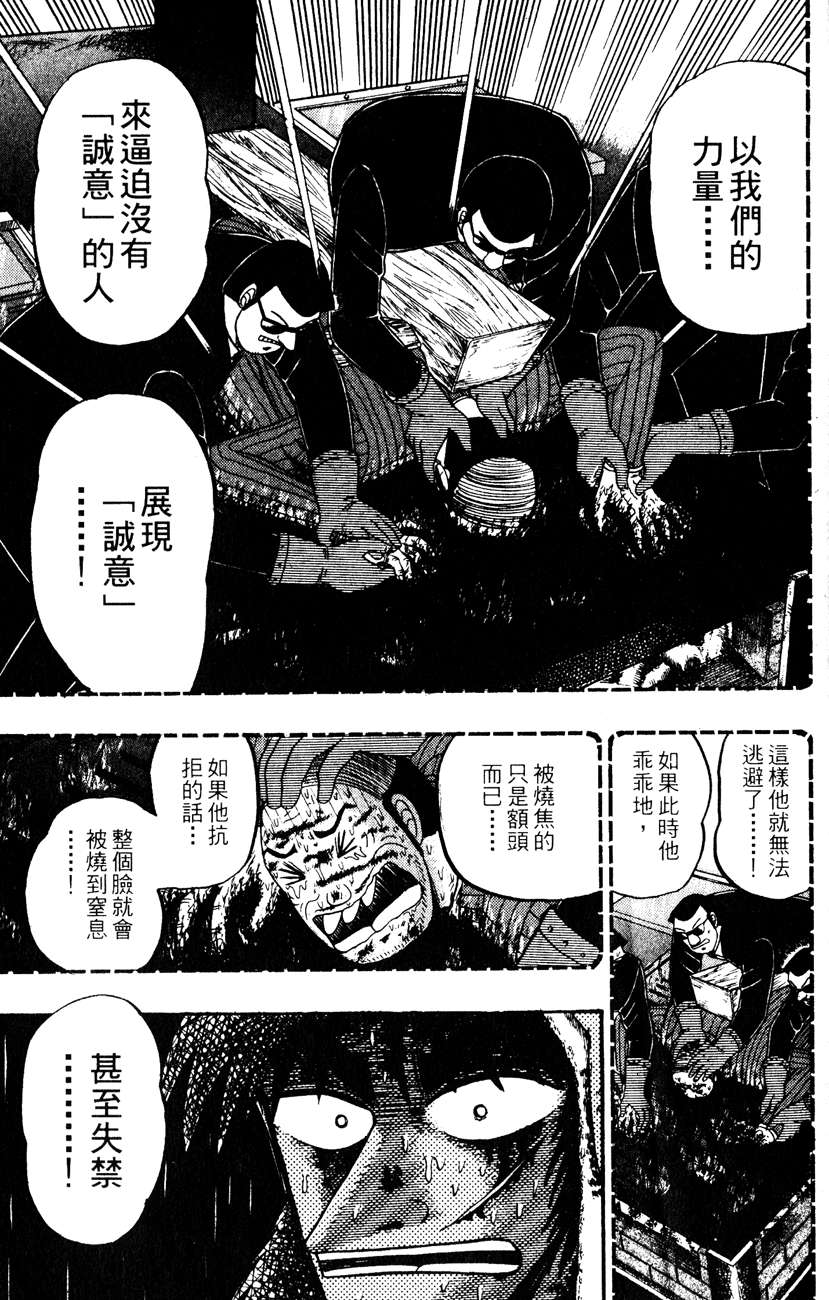 以我們的
力量……
來逼迫沒有
「誠意」的人
展現
「誠意」
……！
這樣他就無法
逃避了……！
如果此時他
乖乖地，
被燒焦的
只是額頭
而已……
如果他抗
拒的話…
整個臉就會
被燒到窒息
……！
甚至失禁
……！